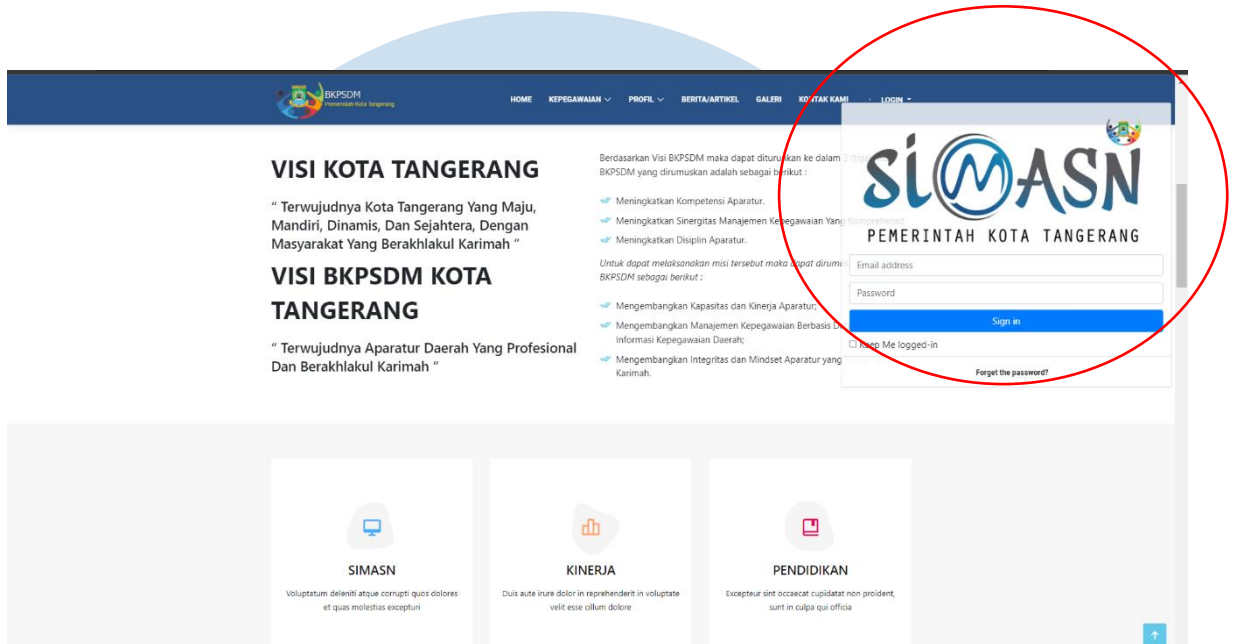 BKPSDM
Pemerintah Kota Tangerang
HOME KEPEGAWAIAN PROFIL BERITA/ARTIKEL GALERI KONTAK KAMI LOGIN
VISI KOTA TANGERANG
“ Terwujudnya Kota Tangerang Yang Maju,
Mandiri, Dinamis, Dan Sejahtera, Dengan
Masyarakat Yang Berakhlakul Karimah ”
VISI BKPSDM KOTA
TANGERANG
“ Terwujudnya Aparatur Daerah Yang Profesional
Dan Berakhlakul Karimah ”
Berdasarkan Visi BKPSDM maka dapat diturunkan ke dalam 3
BKPSDM yang dirumuskan adalah sebagai berikut :
Meningkatkan Kompetensi Aparatur.
Meningkatkan Sinergitas Manajemen Kepegawaian Yang Komprehensif.
Meningkatkan Disiplin Aparatur.
Untuk dapat melaksanakan misi tersebut maka dapat dirumu
BKPSDM sebagai berikut :
Mengembangkan Kapasitas dan Kinerja Aparatur;
Mengembangkan Manajemen Kepegawaian Berbasis D
Informasi Kepegawaian Daerah;
Mengembangkan Integritas dan Mindset Aparatur yang
Karimah.
SIMASN
PEMERINTAH KOTA TANGERANG
Email address
Password
Sign in
Keep Me logged-in
Forget the password?
SIMASN
Voluptatum deleniti atque corrupti quos dolores
et quas molestias excepturi
KINERJA
Duis aute irure dolor in reprehenderit in voluptate
velit esse cillum dolore
PENDIDIKAN
Excepteur sint occaecat cupidatat non proident,
sunt in culpa qui officia